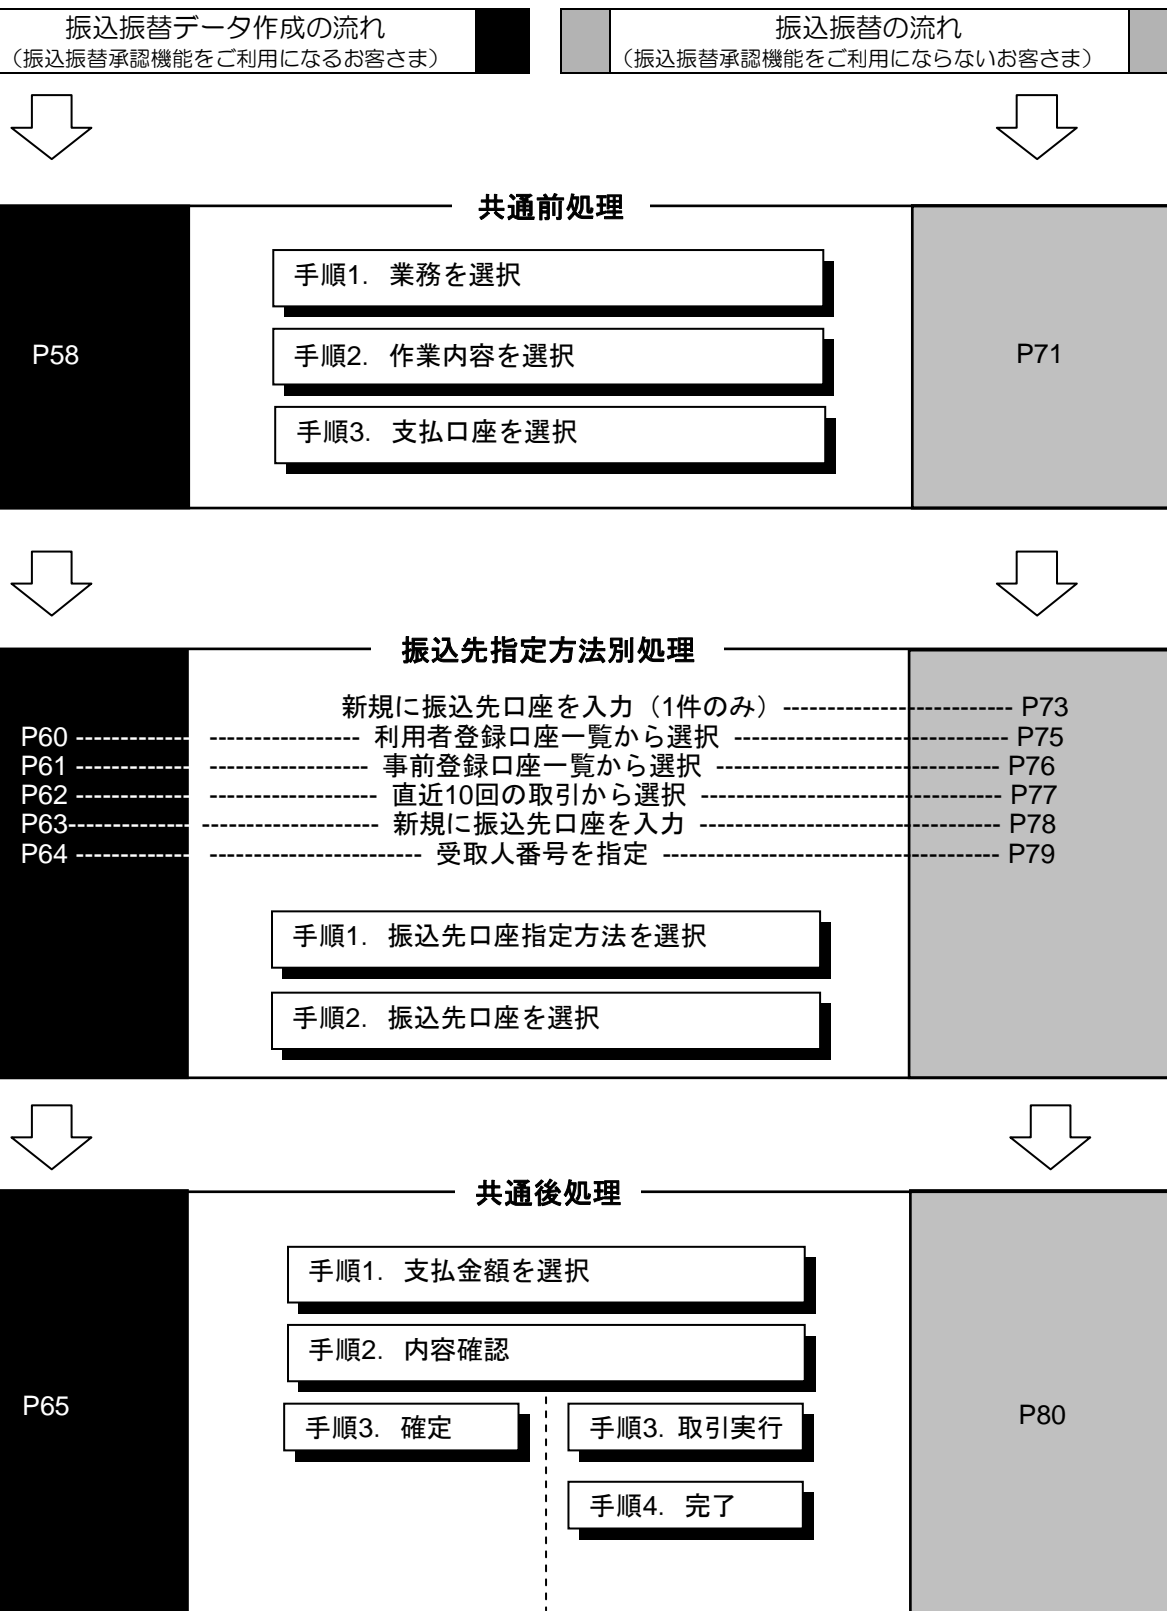 振込振替データ作成の流れ
（振込振替承認機能をご利用になるお客さま）
振込振替の流れ
（振込振替承認機能をご利用にならないお客さま）
共通前処理
手順1. 業務を選択
手順2. 作業内容を選択
手順3. 支払口座を選択
P58
P71
振込先指定方法別処理
新規に振込先口座を入力（1件のみ）------------------------- P73
P60 ------------ ---------------- 利用者登録口座一覧から選択 ----------------------------- P75
P61 ------------ ----------------- 事前登録口座一覧から選択 ------------------------------ P76
P62 ------------ ------------------ 直近10回の取引から選択 -------------------------------- P77
P63------------- ------------------- 新規に振込先口座を入力 -------------------------------- P78
P64 ------------ ----------------------- 受取人番号を指定 ------------------------------------ P79
手順1. 振込先口座指定方法を選択
手順2. 振込先口座を選択
共通後処理
手順1. 支払金額を選択
手順2. 内容確認
P65
手順3. 確定
手順3. 取引実行
P80
手順4. 完了